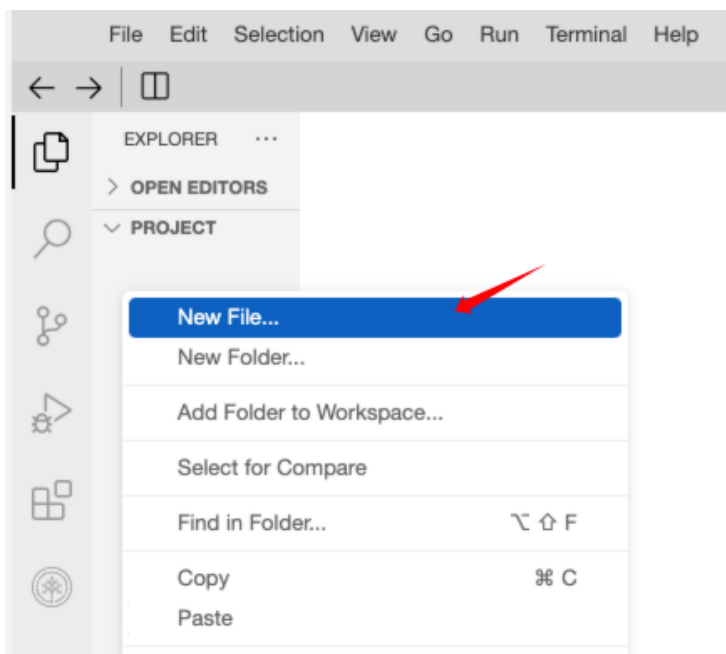 File Edit Selection View Go Run Terminal Help
EXPLORER ...
OPEN EDITORS
PROJECT
New File...
New Folder...
Add Folder to Workspace...
Select for Compare
Find in Folder... ⌥ ⇧ F
Copy ⌘ C
Paste